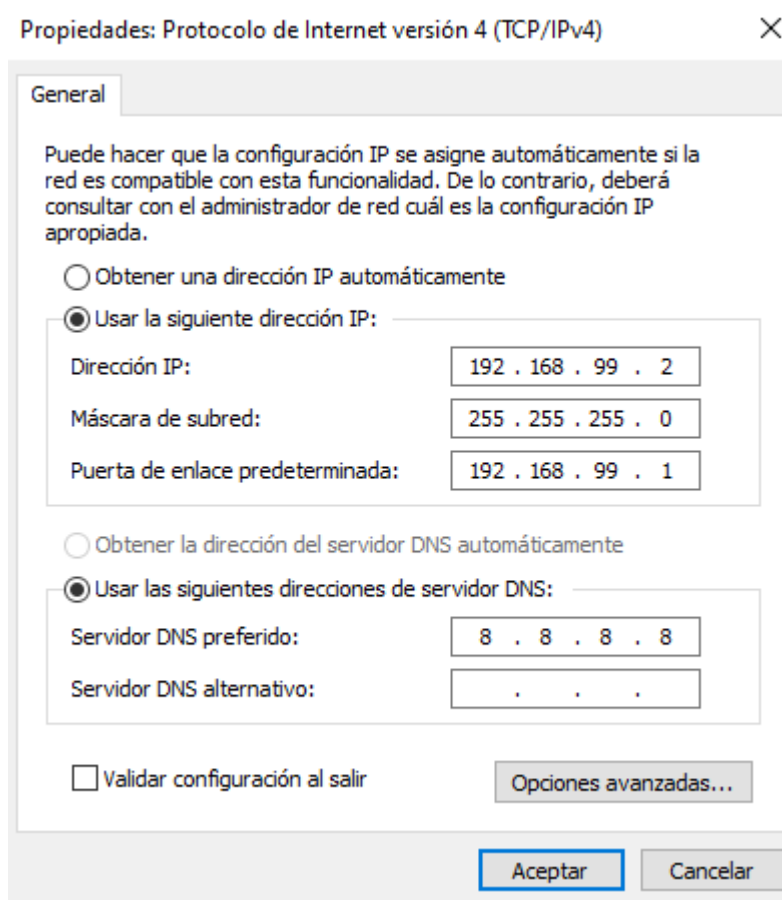 Propiedades: Protocolo de Internet versión 4 (TCP/IPv4)
General
Puede hacer que la configuración IP se asigne automáticamente si la
red es compatible con esta funcionalidad. De lo contrario, deberá
consultar con el administrador de red cuál es la configuración IP
apropiada.
Obtener una dirección IP automáticamente
Usar la siguiente dirección IP:
Dirección IP: 192 . 168 . 99 . 2
Máscara de subred: 255 . 255 . 255 . 0
Puerta de enlace predeterminada: 192 . 168 . 99 . 1
Obtener la dirección del servidor DNS automáticamente
Usar las siguientes direcciones de servidor DNS:
Servidor DNS preferido: 8 . 8 . 8 . 8
Servidor DNS alternativo: . . .
Validar configuración al salir Opciones avanzadas...
Aceptar Cancelar